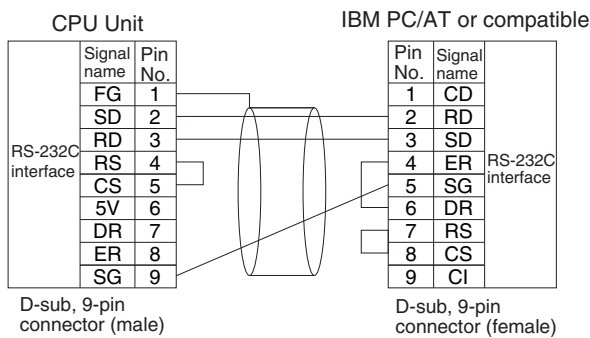 CPU Unit
IBM PC/AT or compatible
Signal name Pin No.
FG 1
SD 2
RD 3
RS 4
CS 5
5V 6
DR 7
ER 8
SG 9
RS-232C interface
D-sub, 9-pin
connector (male)
Pin No. Signal name
1 CD
2 RD
3 SD
4 ER
5 SG
6 DR
7 RS
8 CS
9 CI
RS-232C interface
D-sub, 9-pin
connector (female)